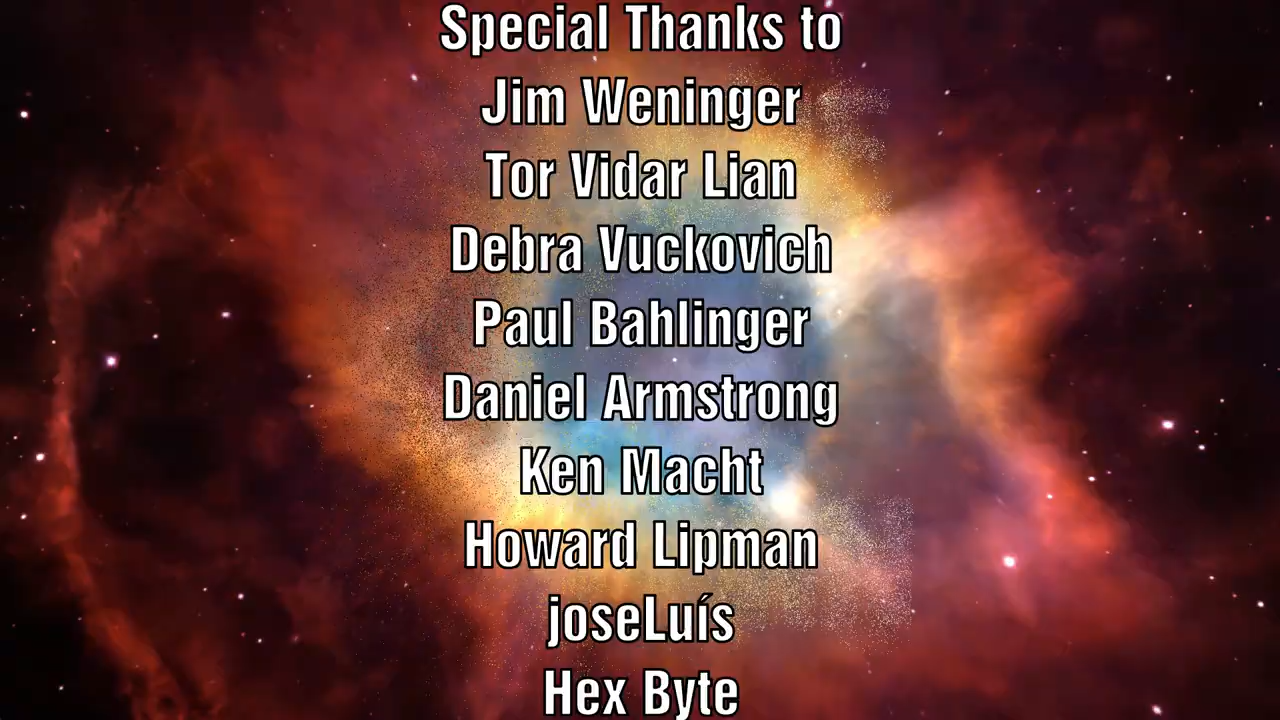 Special Thanks to
Jim Weninger
Tor Vidar Lian
Debra Vuckovich
Paul Bahlinger
Daniel Armstrong
Ken Macht
Howard Lipman
joseLuís
Hex Byte